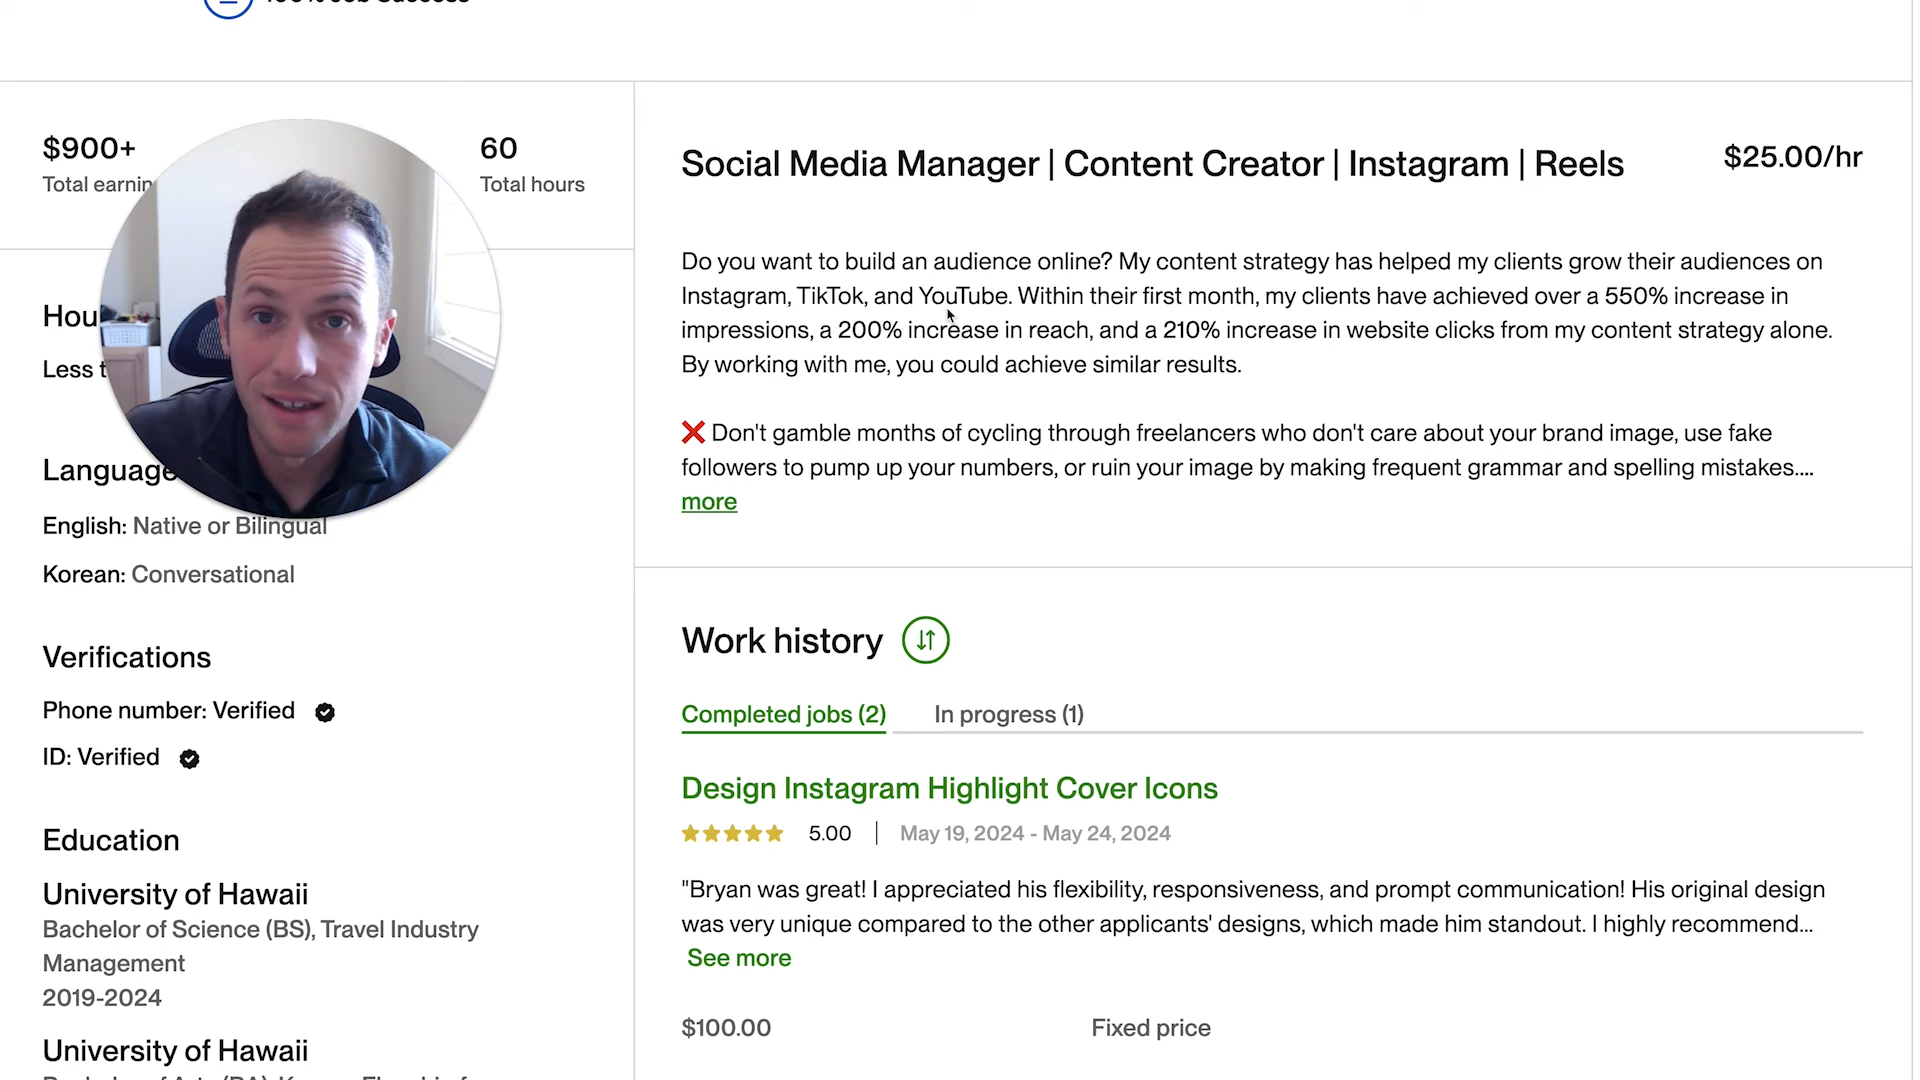 100% Job Success
$900+
60
Total earnin
Total hours
Hou
Less t
Language
English: Native or Bilingual
Korean: Conversational
Verifications
Phone number: Verified
ID: Verified
Education
University of Hawaii
Bachelor of Science (BS), Travel Industry
Management
2019-2024
University of Hawaii
Social Media Manager | Content Creator | Instagram | Reels
$25.00/hr
Do you want to build an audience online? My content strategy has helped my clients grow their audiences on
Instagram, TikTok, and YouTube. Within their first month, my clients have achieved over a 550% increase in
impressions, a 200% increase in reach, and a 210% increase in website clicks from my content strategy alone.
By working with me, you could achieve similar results.
❌ Don't gamble months of cycling through freelancers who don't care about your brand image, use fake
followers to pump up your numbers, or ruin your image by making frequent grammar and spelling mistakes....
more
Work history
Completed jobs (2)
In progress (1)
Design Instagram Highlight Cover Icons
5.00 | May 19, 2024 - May 24, 2024
"Bryan was great! I appreciated his flexibility, responsiveness, and prompt communication! His original design
was very unique compared to the other applicants' designs, which made him standout. I highly recommend...
See more
$100.00
Fixed price